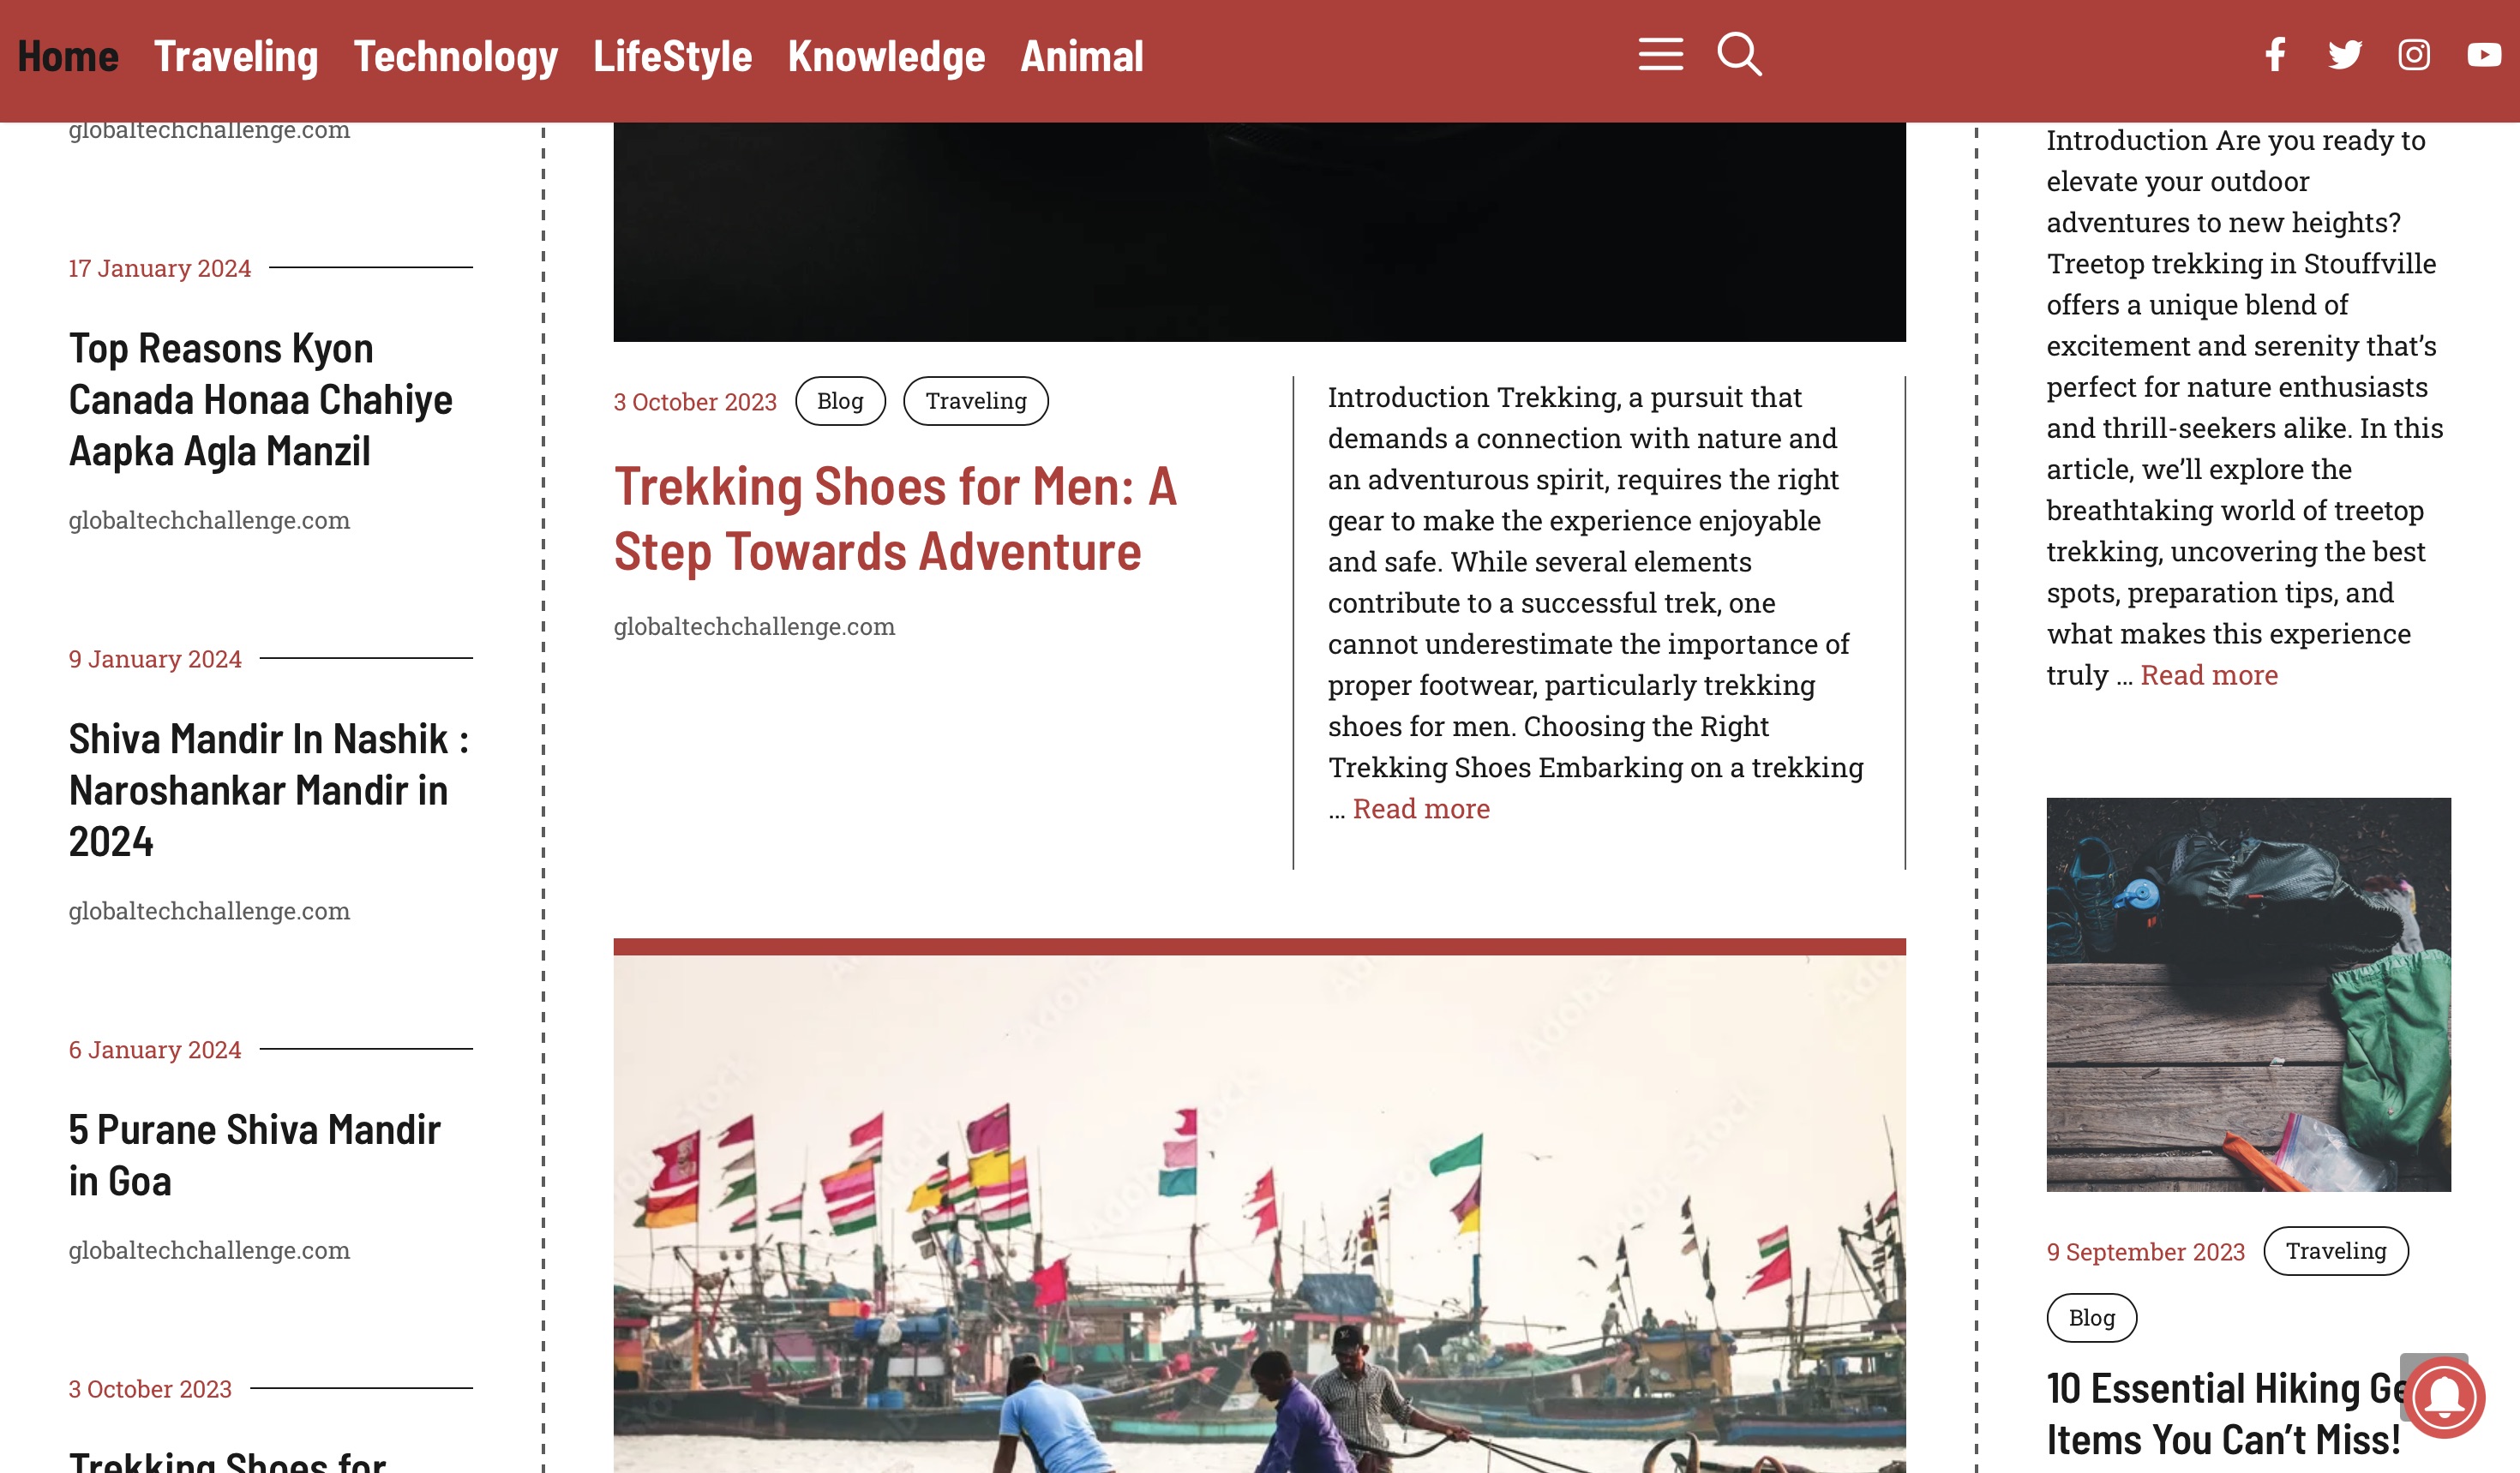 Home Traveling Technology LifeStyle Knowledge Animal
globaltechchallenge.com
17 January 2024
Top Reasons Kyon
Canada Honaa Chahiye
Aapka Agla Manzil
globaltechchallenge.com
9 January 2024
Shiva Mandir In Nashik :
Naroshankar Mandir in
2024
globaltechchallenge.com
6 January 2024
5 Purane Shiva Mandir
in Goa
globaltechchallenge.com
3 October 2023
Trekking Shoes for
3 October 2023 Blog Traveling
Trekking Shoes for Men: A
Step Towards Adventure
globaltechchallenge.com
Introduction Trekking, a pursuit that
demands a connection with nature and
an adventurous spirit, requires the right
gear to make the experience enjoyable
and safe. While several elements
contribute to a successful trek, one
cannot underestimate the importance of
proper footwear, particularly trekking
shoes for men. Choosing the Right
Trekking Shoes Embarking on a trekking
... Read more
Adobe Stock
Introduction Are you ready to
elevate your outdoor
adventures to new heights?
Treetop trekking in Stouffville
offers a unique blend of
excitement and serenity that’s
perfect for nature enthusiasts
and thrill-seekers alike. In this
article, we’ll explore the
breathtaking world of treetop
trekking, uncovering the best
spots, preparation tips, and
what makes this experience
truly ... Read more
9 September 2023 Traveling
Blog
10 Essential Hiking
Items You Can’t Miss!